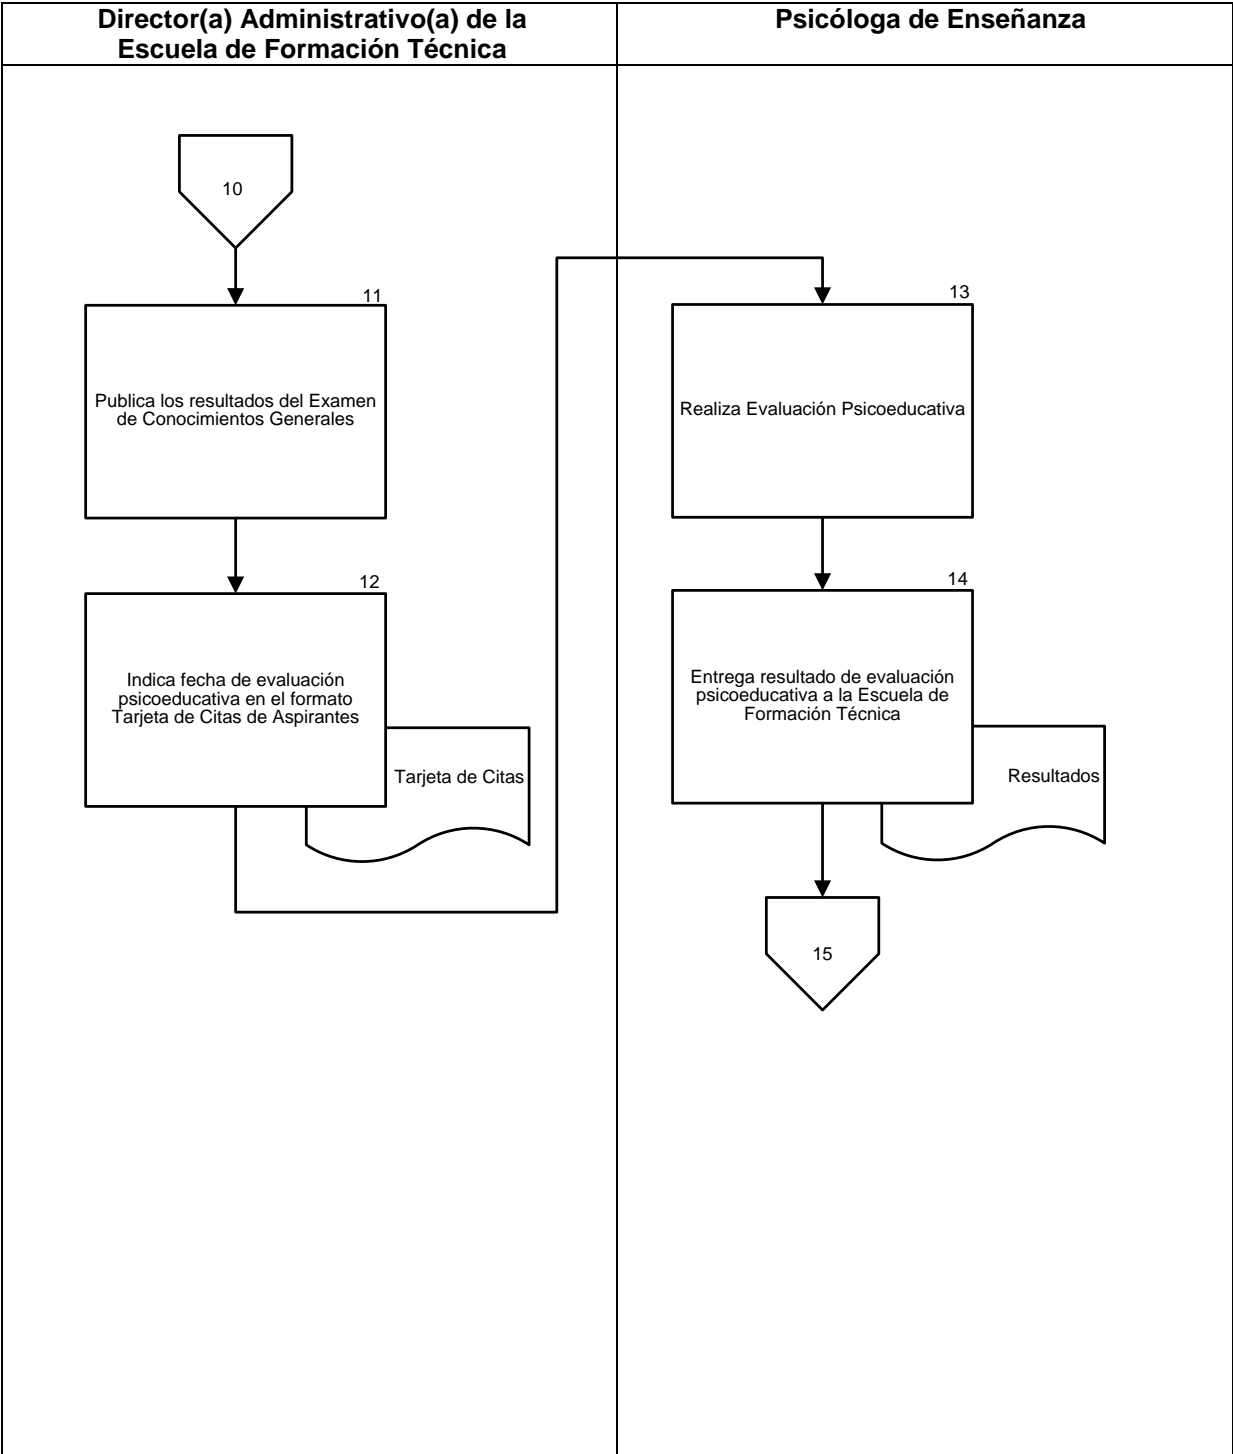 Director(a) Administrativo(a) de la
Escuela de Formación Técnica
Psicóloga de Enseñanza
10
11
Publica los resultados del Examen
de Conocimientos Generales
12
Indica fecha de evaluación
psicoeducativa en el formato
Tarjeta de Citas de Aspirantes
Tarjeta de Citas
13
Realiza Evaluación Psicoeducativa
14
Entrega resultado de evaluación
psicoeducativa a la Escuela de
Formación Técnica
Resultados
15